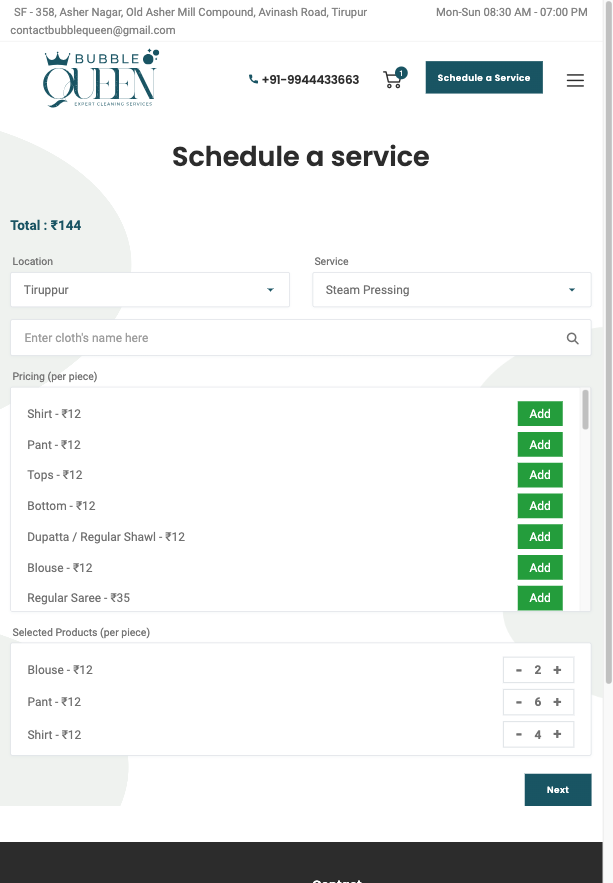 SF - 358, Asher Nagar, Old Asher Mill Compound, Avinash Road, Tirupur
Mon-Sun 08:30 AM - 07:00 PM
contactbubblequeen@gmail.com
BUBBLE
QUEEN
EXPERT CLEANING SERVICES
+91-9944433663
1
Schedule a Service
Schedule a service
Total : ₹144
Location
Service
Tiruppur
Steam Pressing
Enter cloth's name here
Pricing (per piece)
Shirt - ₹12 Add
Pant - ₹12 Add
Tops - ₹12 Add
Bottom - ₹12 Add
Dupatta / Regular Shawl - ₹12 Add
Blouse - ₹12 Add
Regular Saree - ₹35 Add
Selected Products (per piece)
Blouse - ₹12 - 2 +
Pant - ₹12 - 6 +
Shirt - ₹12 - 4 +
Next